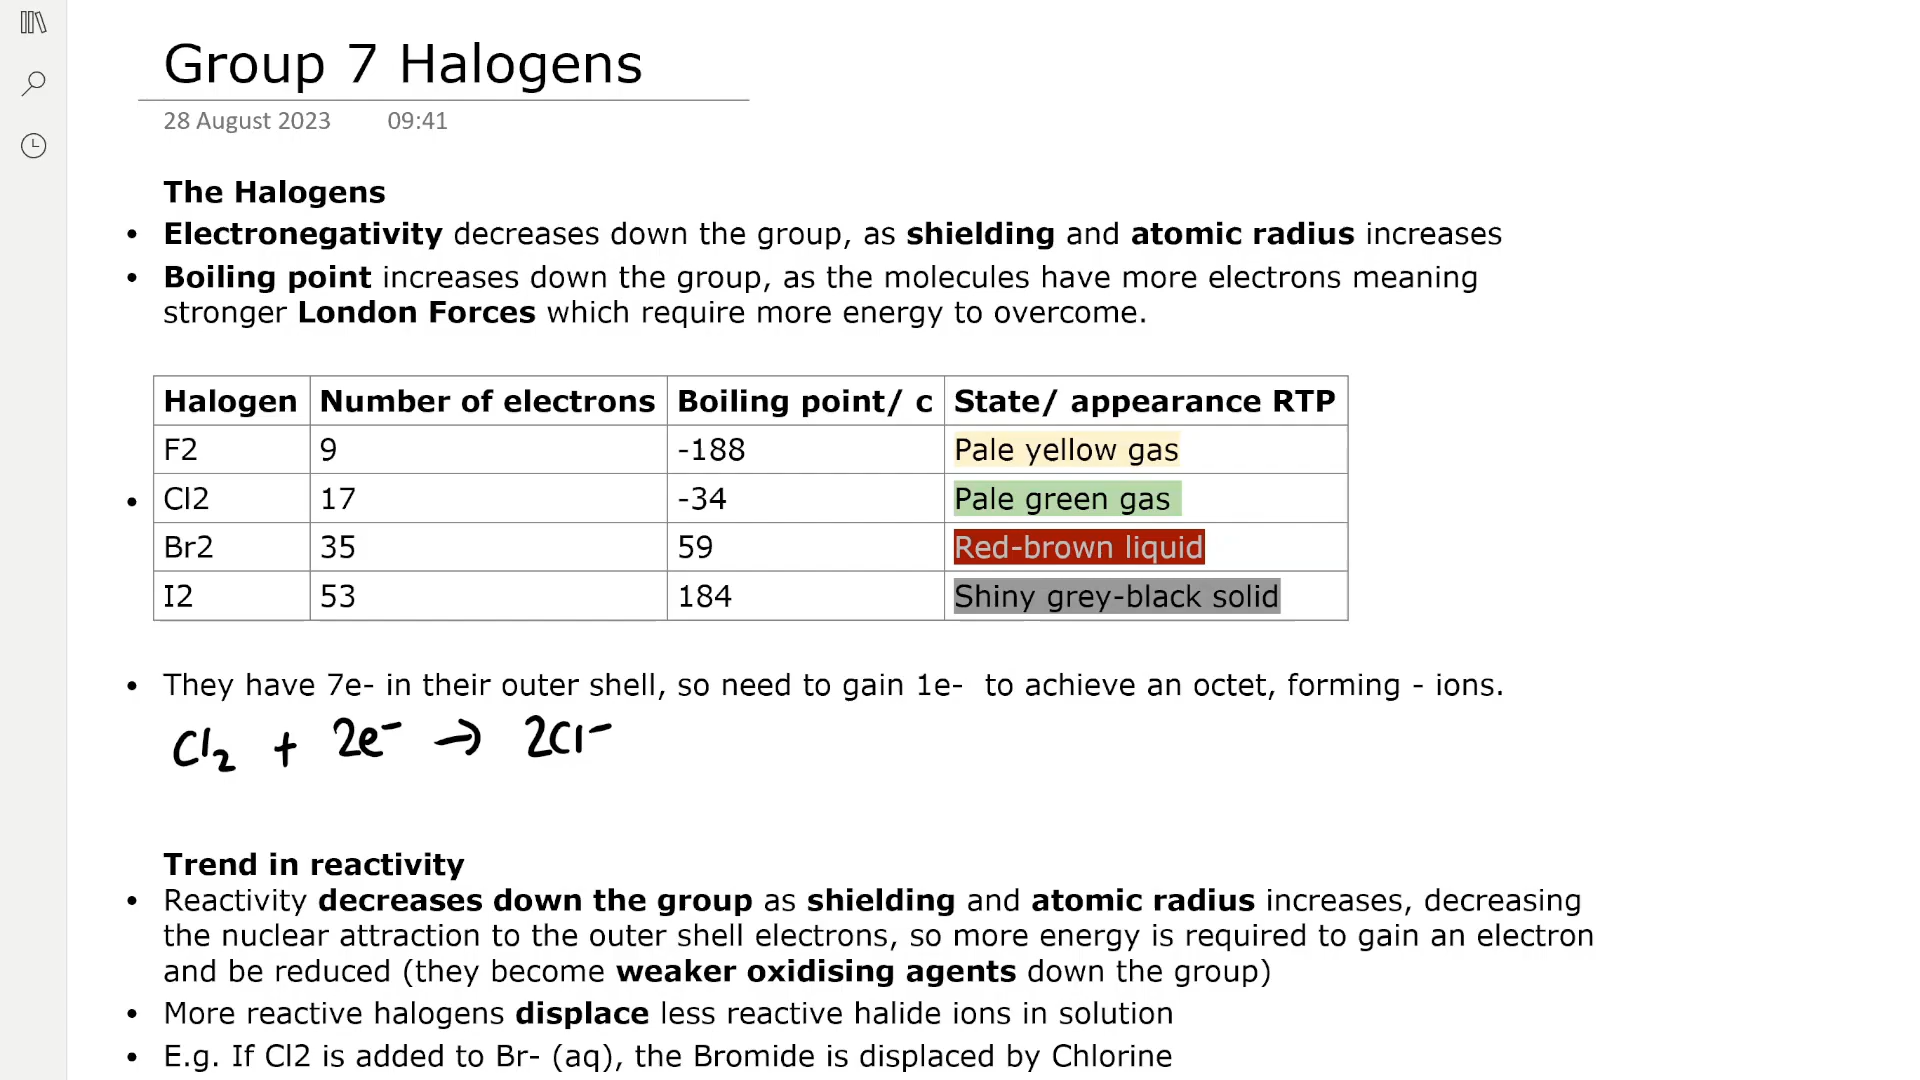 Group 7 Halogens
28 August 2023 09:41
The Halogens
• Electronegativity decreases down the group, as shielding and atomic radius increases
• Boiling point increases down the group, as the molecules have more electrons meaning
stronger London Forces which require more energy to overcome.
Halogen Number of electrons Boiling point/ c State/ appearance RTP
F2 9 -188 Pale yellow gas
• Cl2 17 -34 Pale green gas
Br2 35 59 Red-brown liquid
I2 53 184 Shiny grey-black solid
• They have 7e- in their outer shell, so need to gain 1e- to achieve an octet, forming - ions.
Cl₂ + 2e⁻ → 2Cl⁻
Trend in reactivity
• Reactivity decreases down the group as shielding and atomic radius increases, decreasing
the nuclear attraction to the outer shell electrons, so more energy is required to gain an electron
and be reduced (they become weaker oxidising agents down the group)
• More reactive halogens displace less reactive halide ions in solution
• E.g. If Cl2 is added to Br- (aq), the Bromide is displaced by Chlorine